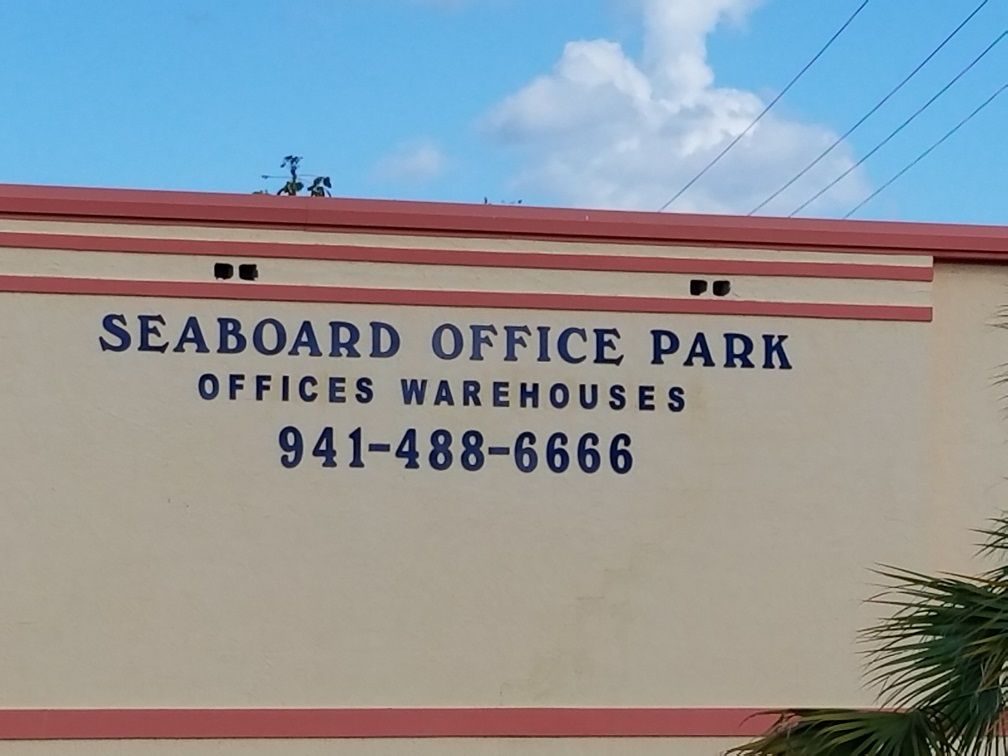 SEABOARD OFFICE PARK
OFFICES WAREHOUSES
941-488-6666